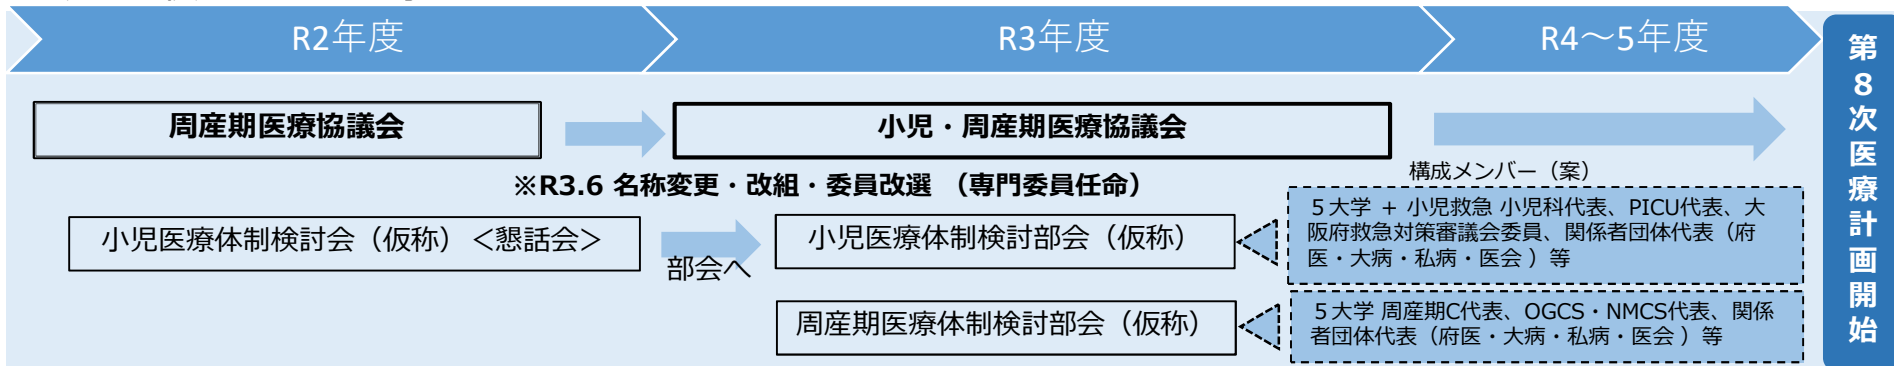 R2年度
R3年度
R4～5年度
第8次医療計画開始
周産期医療協議会
小児・周産期医療協議会
※R3.6 名称変更・改組・委員改選 （専門委員任命）
構成メンバー（案）
小児医療体制検討会（仮称）＜懇話会＞
部会へ
小児医療体制検討部会（仮称）
５大学 + 小児救急 小児科代表、PICU代表、大
阪府救急対策審議会委員、関係者団体代表（府
医・大病・私病・医会 ）等
周産期医療体制検討部会（仮称）
５大学 周産期C代表、OGCS・NMCS代表、関係
者団体代表（府医・大病・私病・医会 ）等